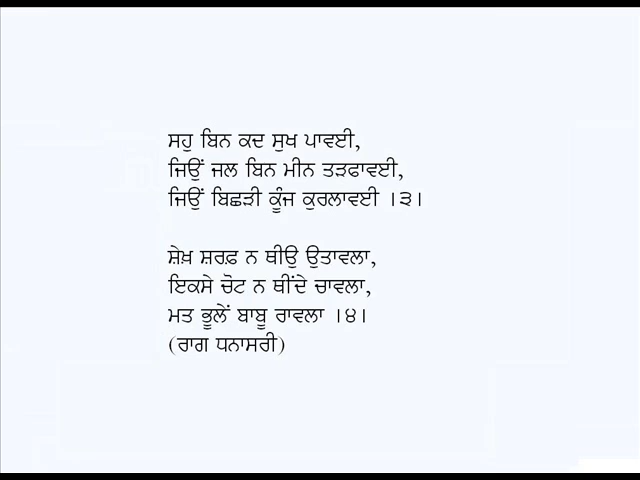 ਸਹੁ ਬਿਨ ਕਦ ਸੁਖ ਪਾਵਈ,
ਜਿਉਂ ਜਲ ਬਿਨ ਮੀਨ ਤੜਫਾਵਈ,
ਜਿਉਂ ਬਿਛੜੀ ਕੂੰਜ ਕੁਰਲਾਵਈ ।੩।
ਸ਼ੇਖ਼ ਸ਼ਰਫ਼ ਨ ਥੀਉ ਉਤਾਵਲਾ,
ਇਕਸੇ ਚੋਟ ਨ ਥੀਂਦੇ ਚਾਵਲਾ,
ਮਤ ਭੂਲੇਂ ਬਾਬੂ ਰਾਵਲਾ ।੪।
(ਰਾਗ ਧਨਾਸਰੀ)